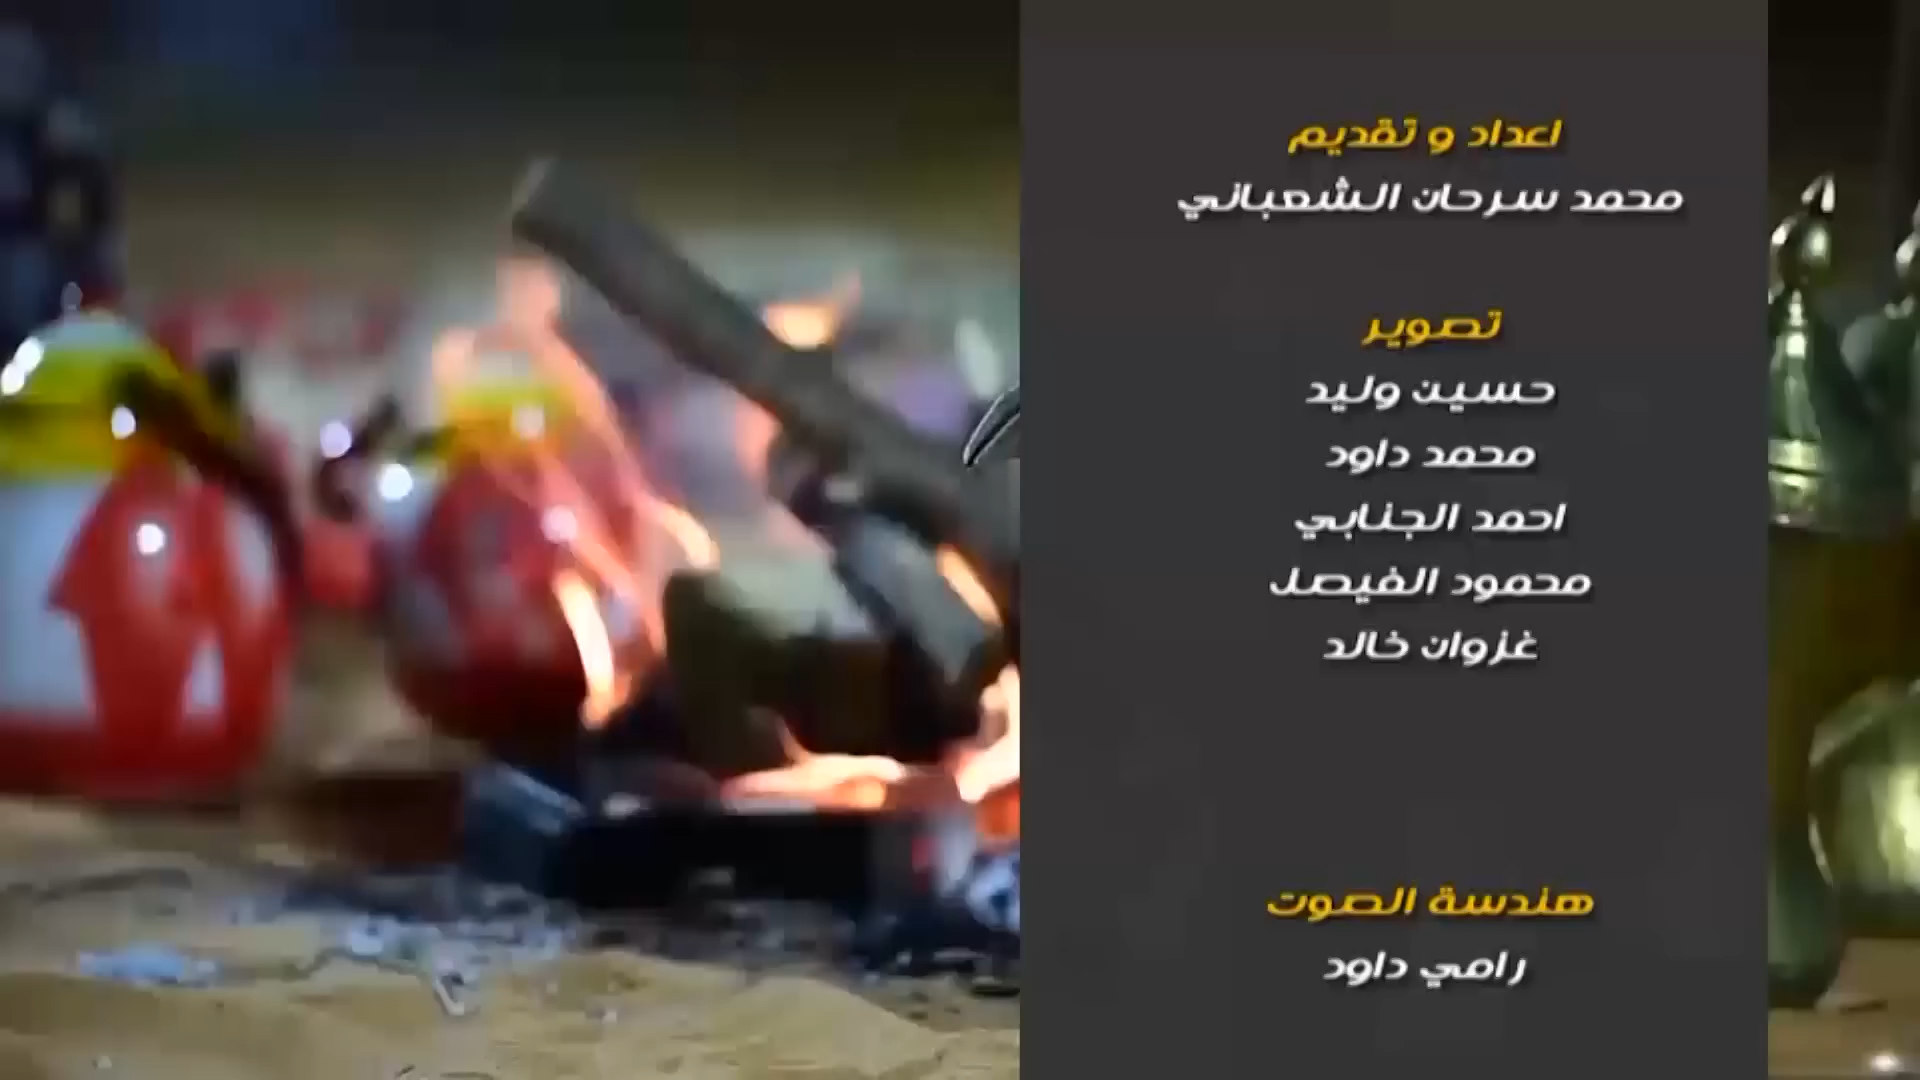 اعداد و تقديم
محمد سرحان الشعباني
تصوير
حسين وليد
محمد داود
احمد الجنابي
محمود الفيصل
غزوان خالد
هندسة الصوت
رامي داود